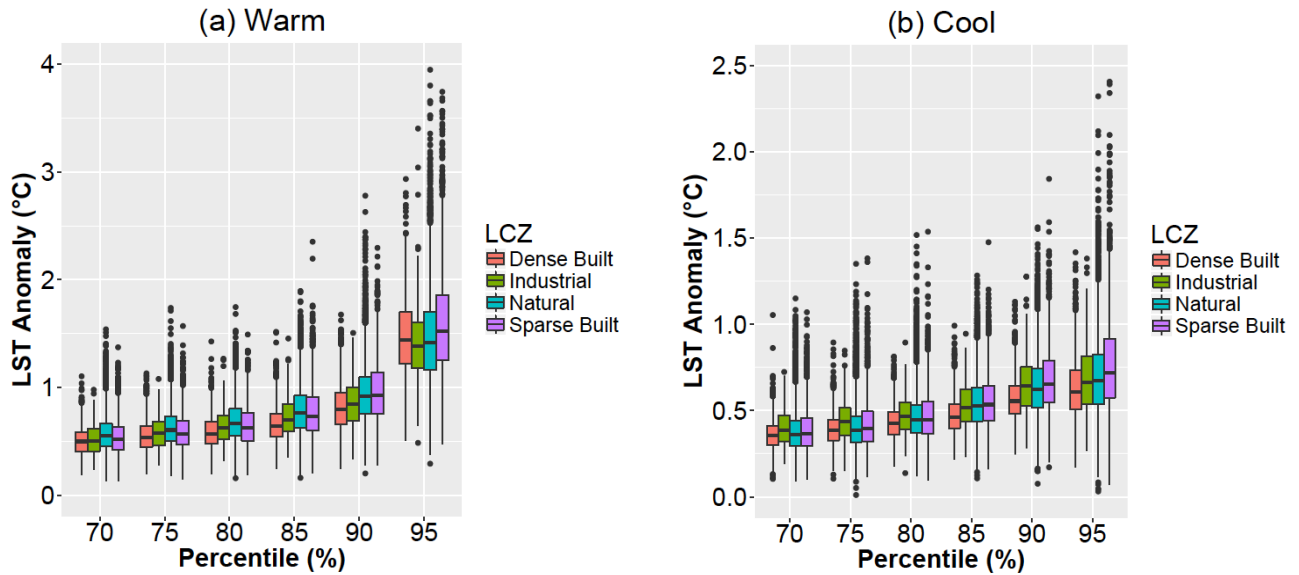 (a) Warm
LST Anomaly (°C)
4
3
2
1
0
70 75 80 85 90 95
Percentile (%)
LCZ
Dense Built
Industrial
Natural
Sparse Built
(b) Cool
LST Anomaly (°C)
2.5
2.0
1.5
1.0
0.5
0.0
70 75 80 85 90 95
Percentile (%)
LCZ
Dense Built
Industrial
Natural
Sparse Built